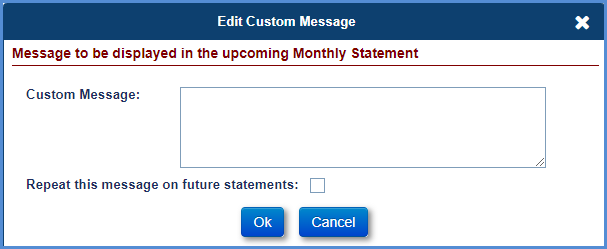 Edit Custom Message
Message to be displayed in the upcoming Monthly Statement
Custom Message:
Repeat this message on future statements:
Ok Cancel